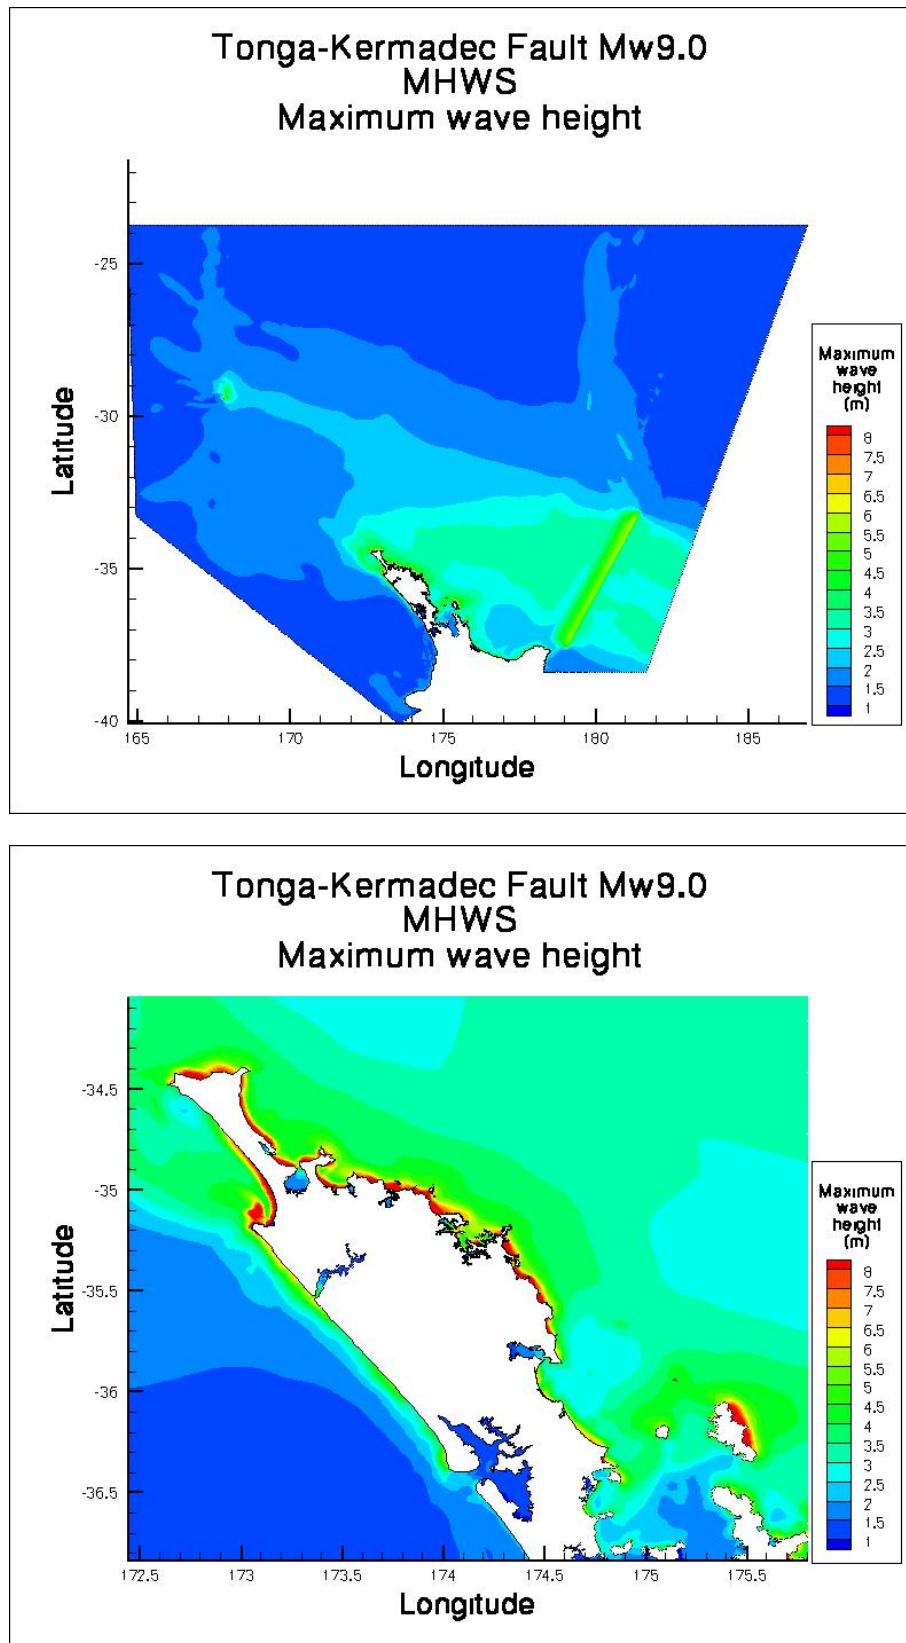 Tonga-Kermadec Fault Mw9.0
MHWS
Maximum wave height
Latitude
-25
-30
-35
-40
165
170
175
180
185
Longitude
Maximum
wave
height
(m)
8
7.5
7
6.5
6
5.5
5
4.5
4
3.5
3
2.5
2
1.5
1
Tonga-Kermadec Fault Mw9.0
MHWS
Maximum wave height
Latitude
-34.5
-35
-35.5
-36
-36.5
172.5
173
173.5
174
174.5
175
175.5
Longitude
Maximum
wave
height
(m)
8
7.5
7
6.5
6
5.5
5
4.5
4
3.5
3
2.5
2
1.5
1